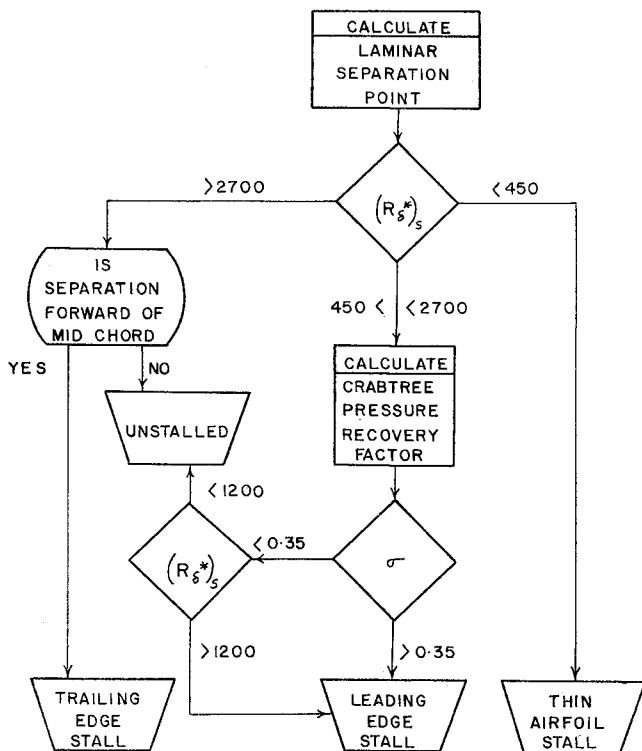 CALCULATE
LAMINAR
SEPARATION
POINT
>2700
(R_δ*)_s
<450
IS
SEPARATION
FORWARD OF
MID CHORD
450 < <2700
YES
NO
CALCULATE
CRABTREE
PRESSURE
RECOVERY
FACTOR
UNSTALLED
<1200
<0·35
(R_δ*)_s
σ
>1200
>0·35
TRAILING
EDGE
STALL
LEADING
EDGE
STALL
THIN
AIRFOIL
STALL